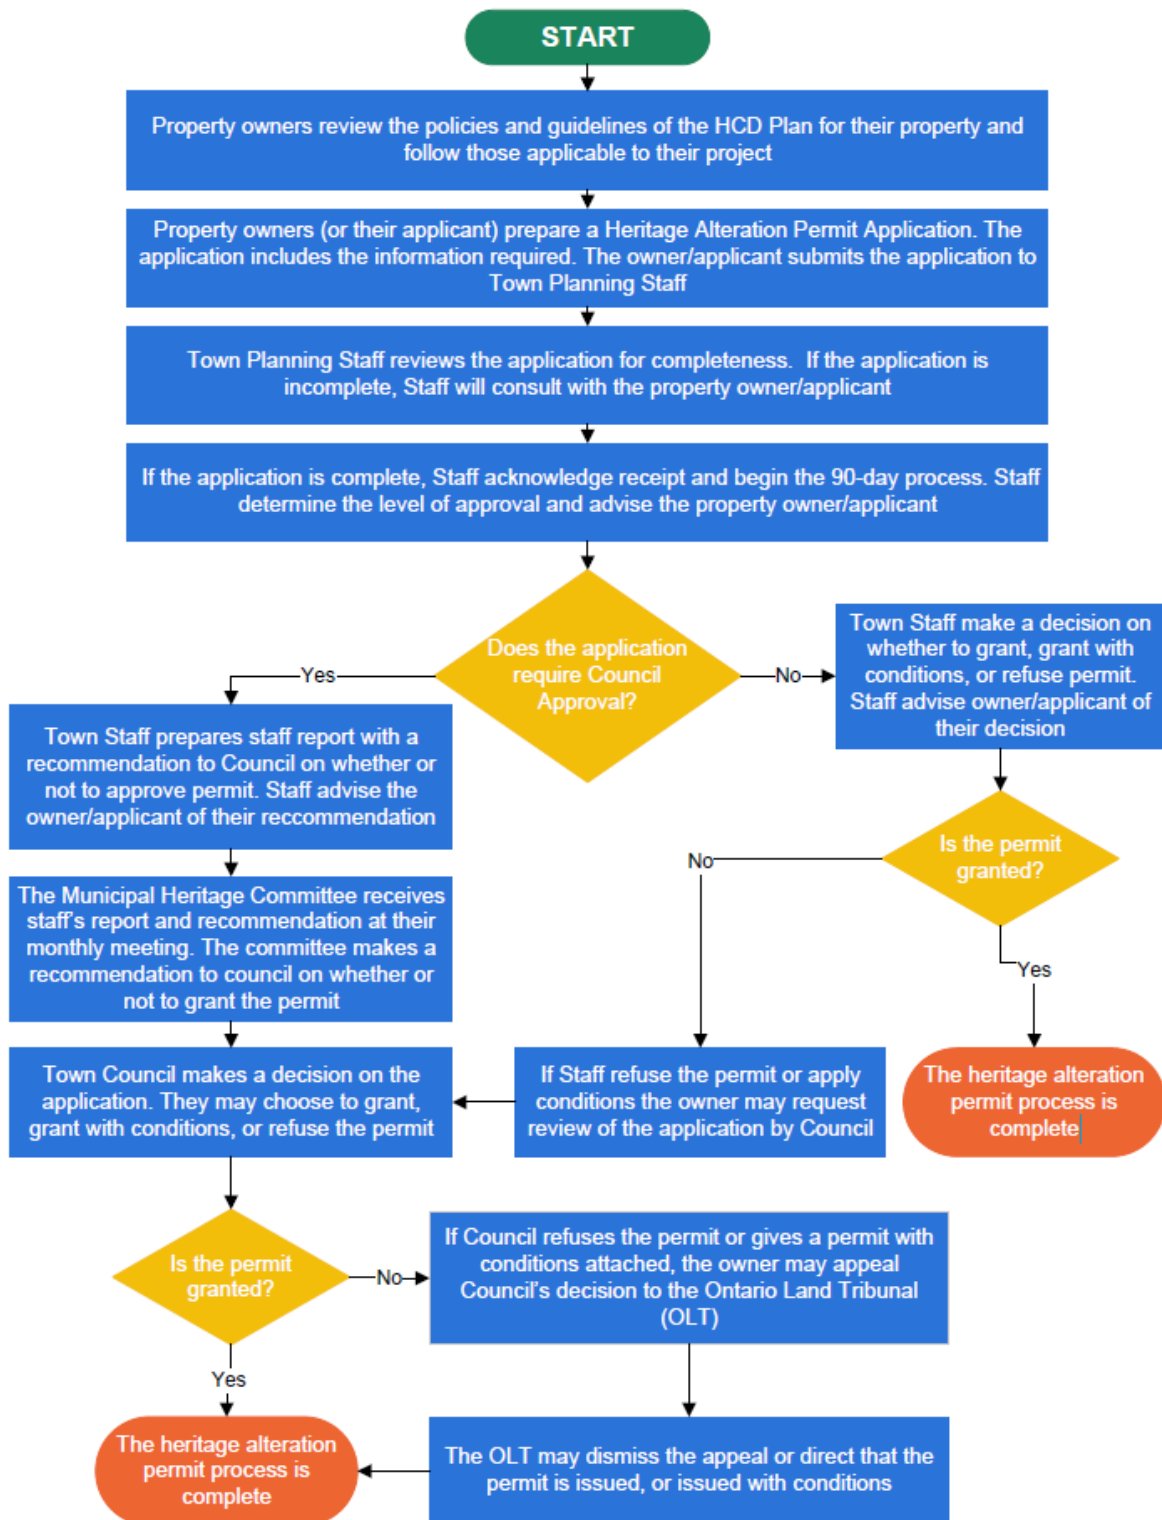 START
Property owners review the policies and guidelines of the HCD Plan for their property and
follow those applicable to their project
Property owners (or their applicant) prepare a Heritage Alteration Permit Application. The
application includes the information required. The owner/applicant submits the application to
Town Planning Staff
Town Planning Staff reviews the application for completeness.  If the application is
incomplete, Staff will consult with the property owner/applicant
If the application is complete, Staff acknowledge receipt and begin the 90-day process. Staff
determine the level of approval and advise the property owner/applicant
Does the application
require Council
Approval?
Yes
No
Town Staff make a decision on
whether to grant, grant with
conditions, or refuse permit.
Staff advise owner/applicant of
their decision
Town Staff prepares staff report with a
recommendation to Council on whether or
not to approve permit. Staff advise the
owner/applicant of their reccommendation
Is the permit
granted?
No
Yes
The Municipal Heritage Committee receives
staff's report and recommendation at their
monthly meeting. The committee makes a
recommendation to council on whether or
not to grant the permit
Town Council makes a decision on the
application. They may choose to grant,
grant with conditions, or refuse the permit
If Staff refuse the permit or apply
conditions the owner may request
review of the application by Council
The heritage alteration
permit process is
complete
Is the permit
granted?
No
Yes
If Council refuses the permit or gives a permit with
conditions attached, the owner may appeal
Council's decision to the Ontario Land Tribunal
(OLT)
The heritage alteration
permit process is
complete
The OLT may dismiss the appeal or direct that the
permit is issued, or issued with conditions